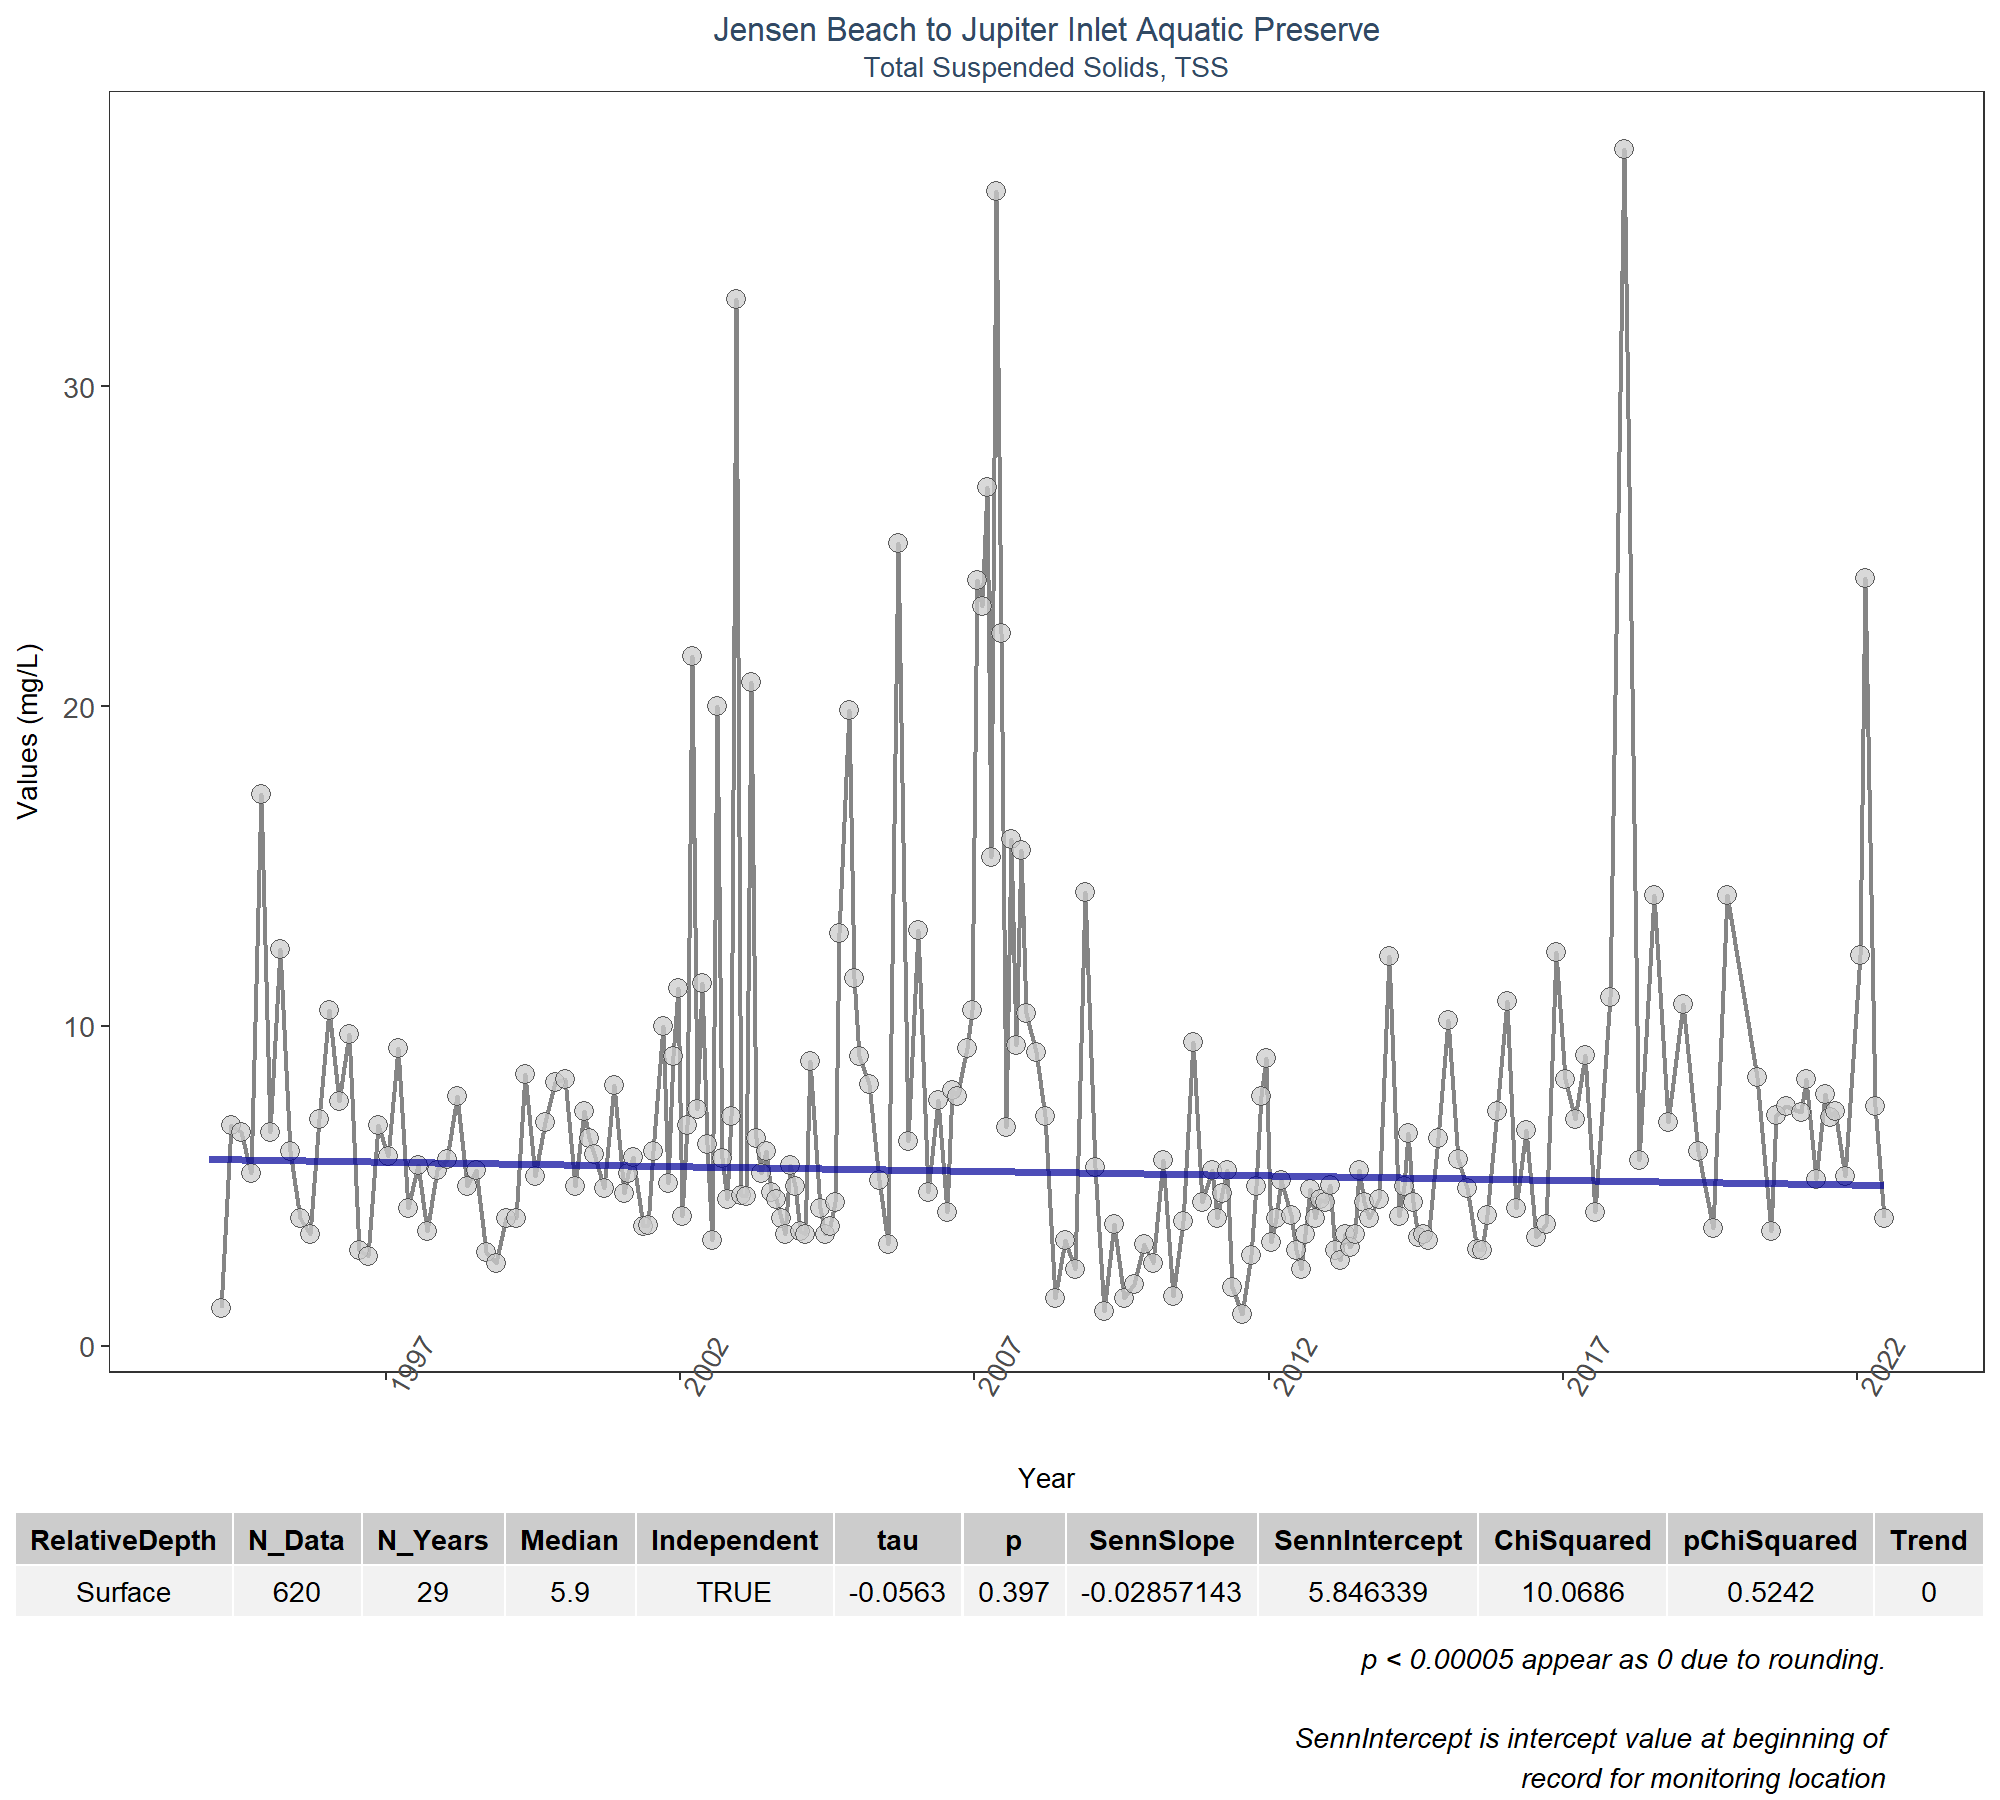 Jensen Beach to Jupiter Inlet Aquatic Preserve
Total Suspended Solids, TSS
Values (mg/L)
30
20
10
0
1997 2002 2007 2012 2017 2022
Year
RelativeDepth N_Data N_Years Median Independent tau p SennSlope SennIntercept ChiSquared pChiSquared Trend
Surface 620 29 5.9 TRUE -0.0563 0.397 -0.02857143 5.846339 10.0686 0.5242 0
p < 0.00005 appear as 0 due to rounding.
SennIntercept is intercept value at beginning of
record for monitoring location